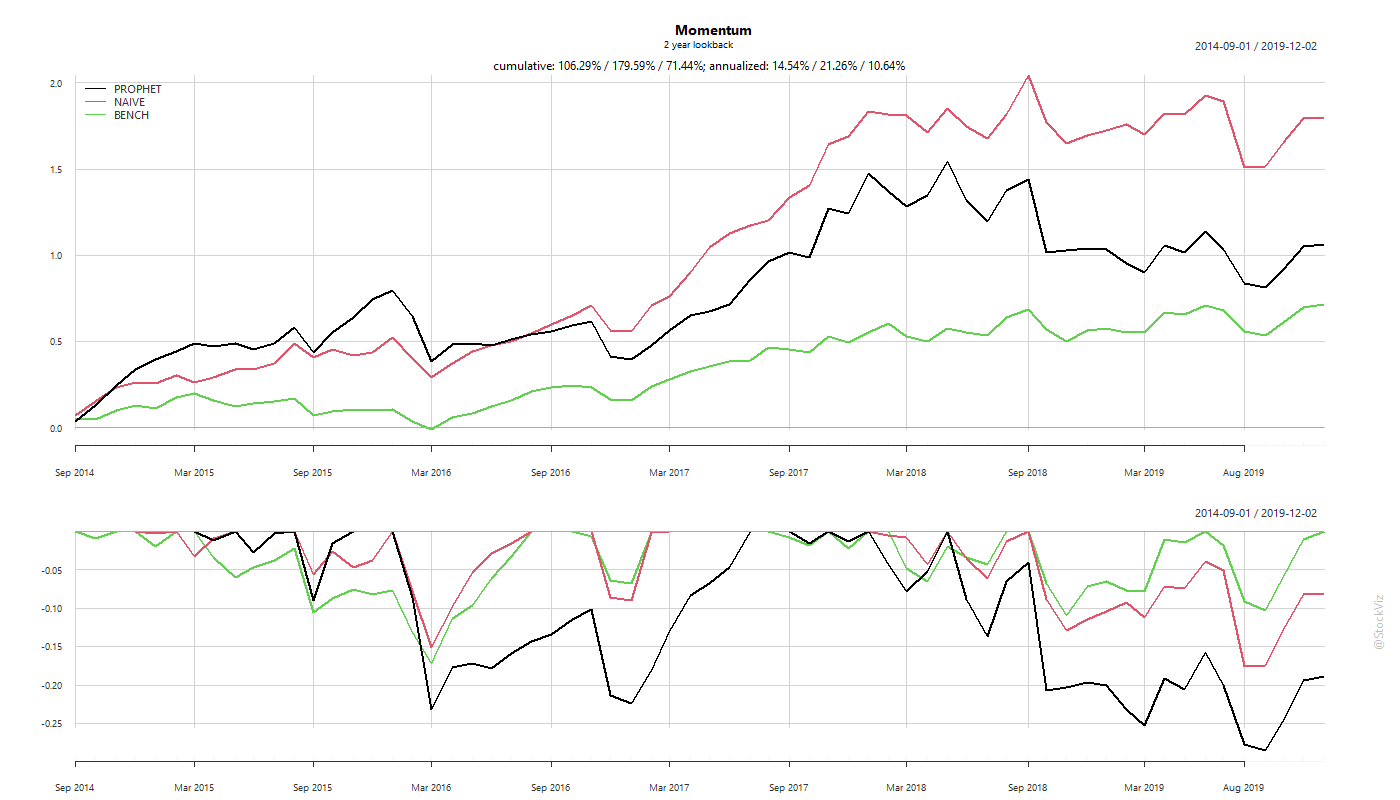 Momentum
2 year lookback
2014-09-01 / 2019-12-02
cumulative: 106.29% / 179.59% / 71.44%; annualized: 14.54% / 21.26% / 10.64%
PROPHET
NAIVE
BENCH
2.0
1.5
1.0
0.5
0.0
Sep 2014 Mar 2015 Sep 2015 Mar 2016 Sep 2016 Mar 2017 Sep 2017 Mar 2018 Sep 2018 Mar 2019 Aug 2019
2014-09-01 / 2019-12-02
-0.05
-0.10
-0.15
-0.20
-0.25
Sep 2014 Mar 2015 Sep 2015 Mar 2016 Sep 2016 Mar 2017 Sep 2017 Mar 2018 Sep 2018 Mar 2019 Aug 2019
@StockViz